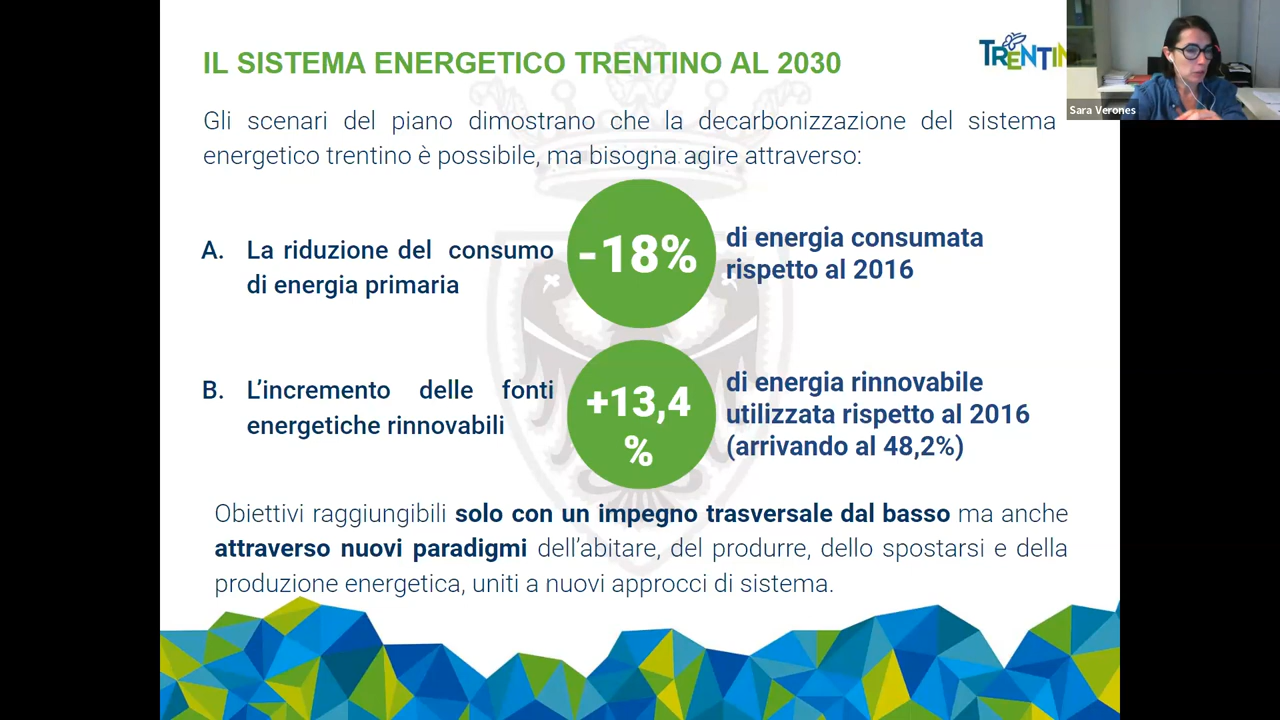 IL SISTEMA ENERGETICO TRENTINO AL 2030
TRENTIN
Sara Verones
Gli scenari del piano dimostrano che la decarbonizzazione del sistema
energetico trentino è possibile, ma bisogna agire attraverso:
A. La riduzione del consumo
di energia primaria
-18%
di energia consumata
rispetto al 2016
B. L’incremento delle fonti
energetiche rinnovabili
+13,4
%
di energia rinnovabile
utilizzata rispetto al 2016
(arrivando al 48,2%)
Obiettivi raggiungibili solo con un impegno trasversale dal basso ma anche
attraverso nuovi paradigmi dell’abitare, del produrre, dello spostarsi e della
produzione energetica, uniti a nuovi approcci di sistema.